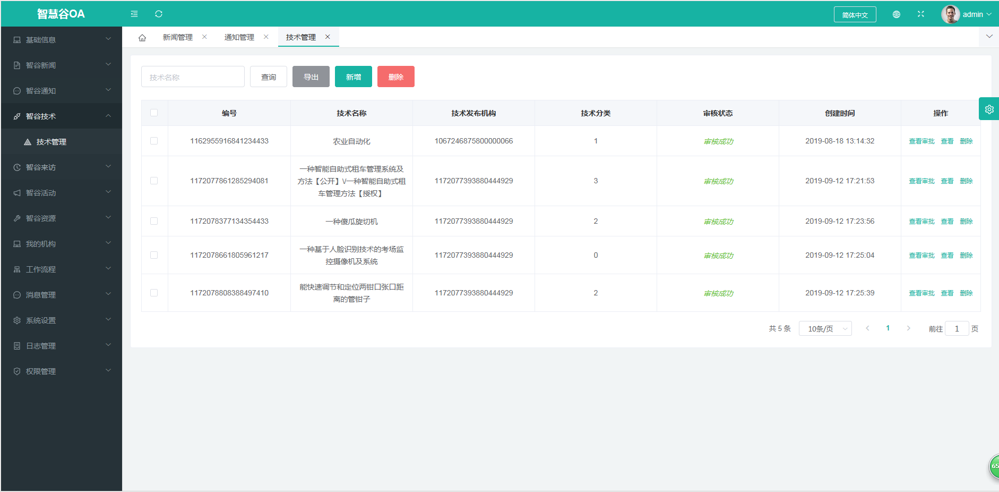 智慧谷OA
简体中文
admin
基础信息
智谷新闻
智谷通知
智谷技术
技术管理
智谷来访
智谷活动
智谷资源
我的机构
工作流程
消息管理
系统设置
日志管理
权限管理
新闻管理
通知管理
技术管理
技术名称
查询
导出
新增
删除
编号 技术名称 技术发布机构 技术分类 审核状态 创建时间 操作
1162955916841234433 农业自动化 1067246875800000066 1 审核成功 2019-08-18 13:14:32 查看审批 查看 删除
一种智能自助式租车管理系统及
方法【公开】\/一种智能自助式租
车管理方法【授权】
1172077861285294081 1172077393880444929 3 审核成功 2019-09-12 17:21:53 查看审批 查看 删除
1172078377134354433 一种傻瓜旋切机 1172077393880444929 2 审核成功 2019-09-12 17:23:56 查看审批 查看 删除
一种基于人脸识别技术的考场监
控摄像机及系统
1172078661805961217 1172077393880444929 0 审核成功 2019-09-12 17:25:04 查看审批 查看 删除
能快速调节和定位两钳口张口距
离的管钳子
1172078808388497410 1172077393880444929 2 审核成功 2019-09-12 17:25:39 查看审批 查看 删除
共 5 条 10条/页 1 前往 1 页
65